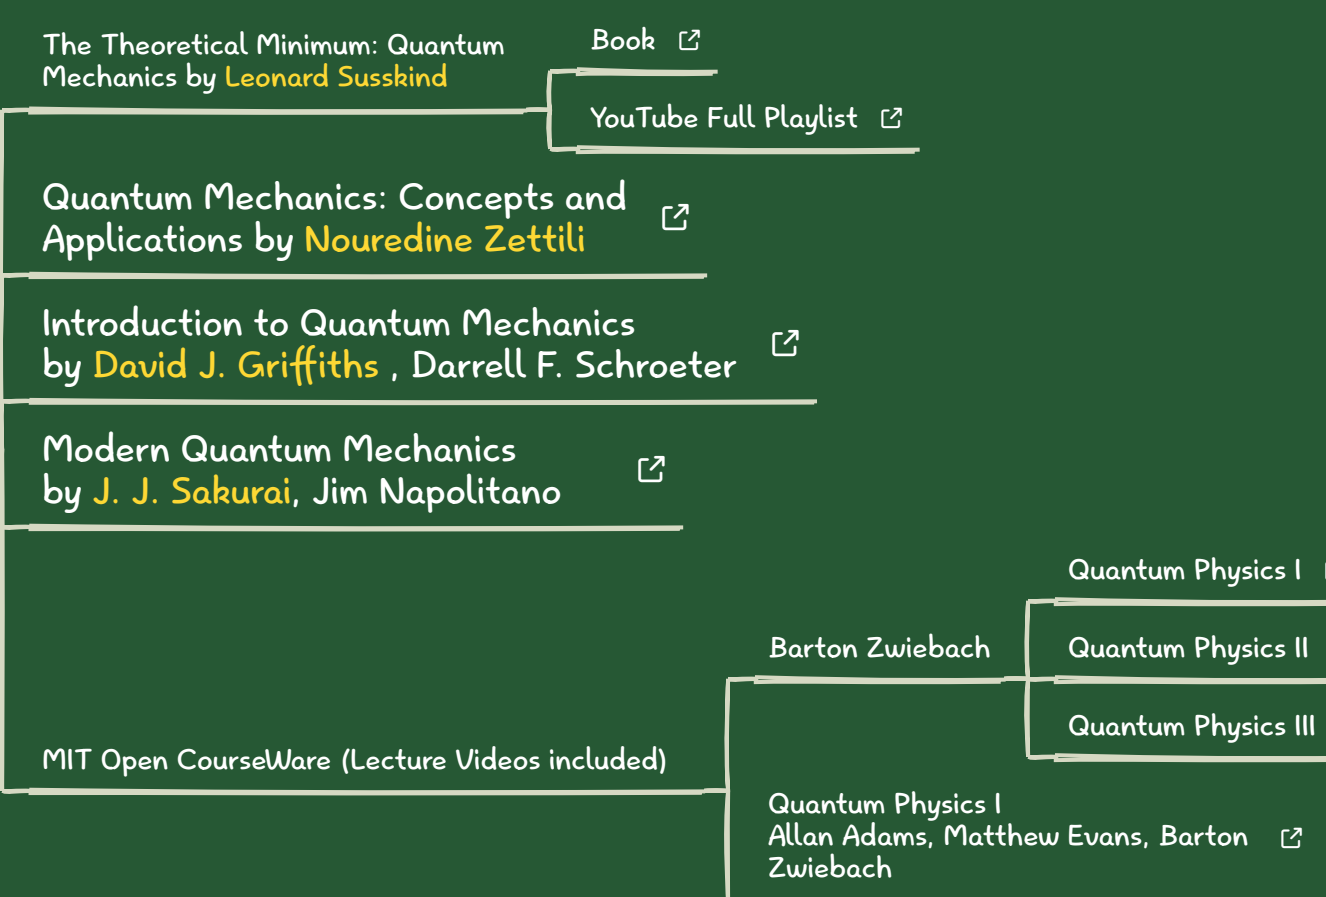 The Theoretical Minimum: Quantum
Mechanics by Leonard Susskind
Book
YouTube Full Playlist
Quantum Mechanics: Concepts and
Applications by Nouredine Zettili
Introduction to Quantum Mechanics
by David J. Griffiths , Darrell F. Schroeter
Modern Quantum Mechanics
by J. J. Sakurai, Jim Napolitano
MIT Open CourseWare (Lecture Videos included)
Barton Zwiebach
Quantum Physics I
Quantum Physics II
Quantum Physics III
Quantum Physics I
Allan Adams, Matthew Evans, Barton
Zwiebach